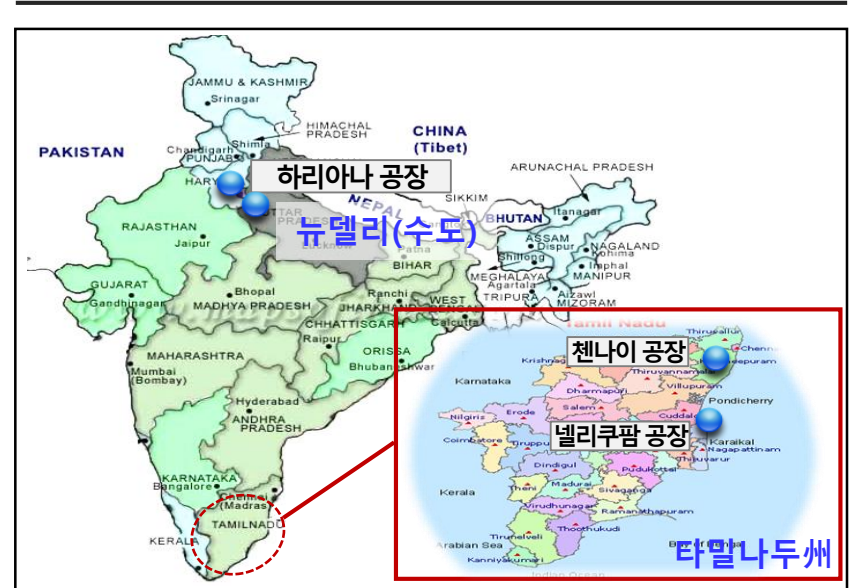 JAMMU & KASHMIR
Srinagar
HIMACHAL
PRADESH
CHINA
(Tibet)
Shimla
Chandigarh
PUNJAB
PAKISTAN
하리아나 공장
ARUNACHAL PRADESH
SIKKIM
NEPAL
BHUTAN
Itanagar
뉴델리(수도)
RAJASTHAN
Jaipur
Lucknow
Patna
BIHAR
ASSAM
Dispur
NAGALAND
Kohima
Shillong
Imphal
MANIPUR
MEGHALAYA
Agartala
TRIPURA
Aizawl
MIZORAM
GUJARAT
Gandhinagar
Bhopal
MADHYA PRADESH
Ranchi
JHARKHAND
WEST
CHHATTISGARH
Raipur
Calcutta
ORISSA
Bhubaneshwar
MAHARASHTRA
Mumbai
(Bombay)
Hyderabad
ANDHRA
PRADESH
KARNATAKA
Bangalore
Chennai
(Madras)
TAMILNADU
KERALA
Tamil Nadu
Thiruvallur
첸나이 공장
Karnataka
Thiruvannamalai
Dharmapuri
Villupuram
Pondicherry
Nilgiris
Erode
Salem
넬리쿠팜 공장
Coimbatore
Karaikal
Nagapattinam
Thiruvarur
Dindigul
Pudukottei
Kerala
Theni
Madurai
Sivaganga
Virudhunagar
Ramanathapuram
Tirunelveli
Thoothukudi
Arabian Sea
Kanniyakumari
타밀나두州
Indian Ocean